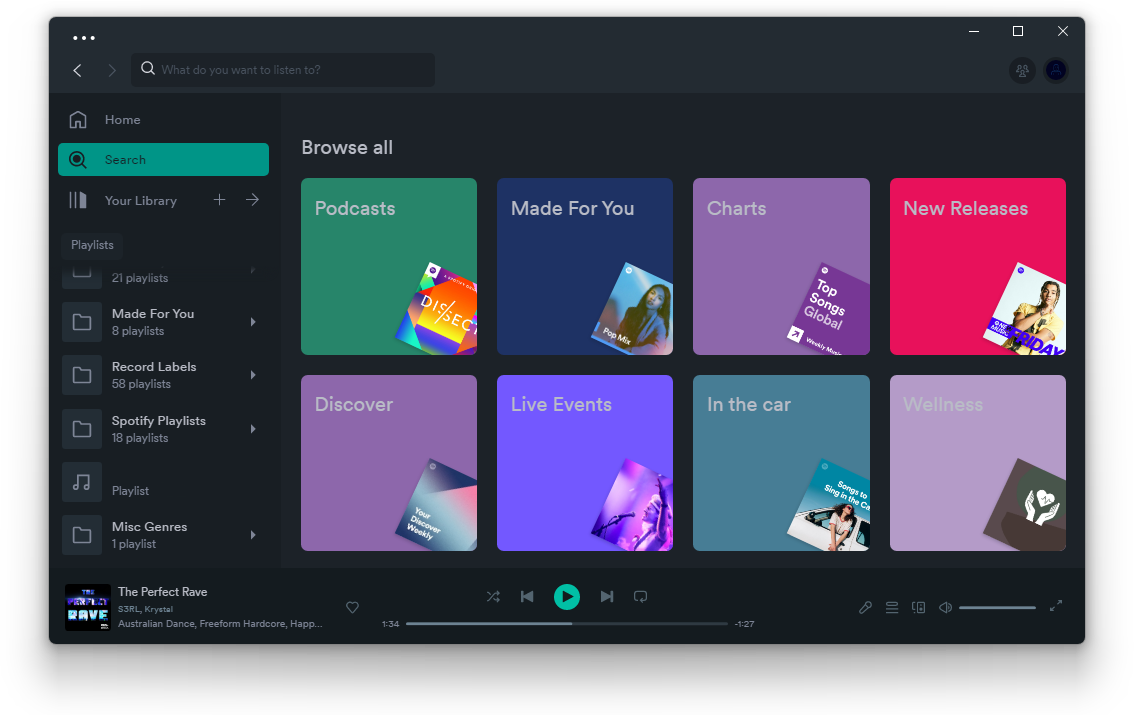 What do you want to listen to?
Home
Search
Your Library
Playlists
21 playlists
Made For You
8 playlists
Record Labels
58 playlists
Spotify Playlists
18 playlists
Playlist
Misc Genres
1 playlist
Browse all
Podcasts
DISSECT
Made For You
Pop Mix
Charts
Top
Songs
Global
Weekly Music
New Releases
FRIDAY
Discover
Your
Discover
Weekly
Live Events
In the car
Songs to
Sing in the Ca
Wellness
THE
PERFECT
RAVE
The Perfect Rave
S3RL, Krystal
Australian Dance, Freeform Hardcore, Happ...
1:34
-1:27